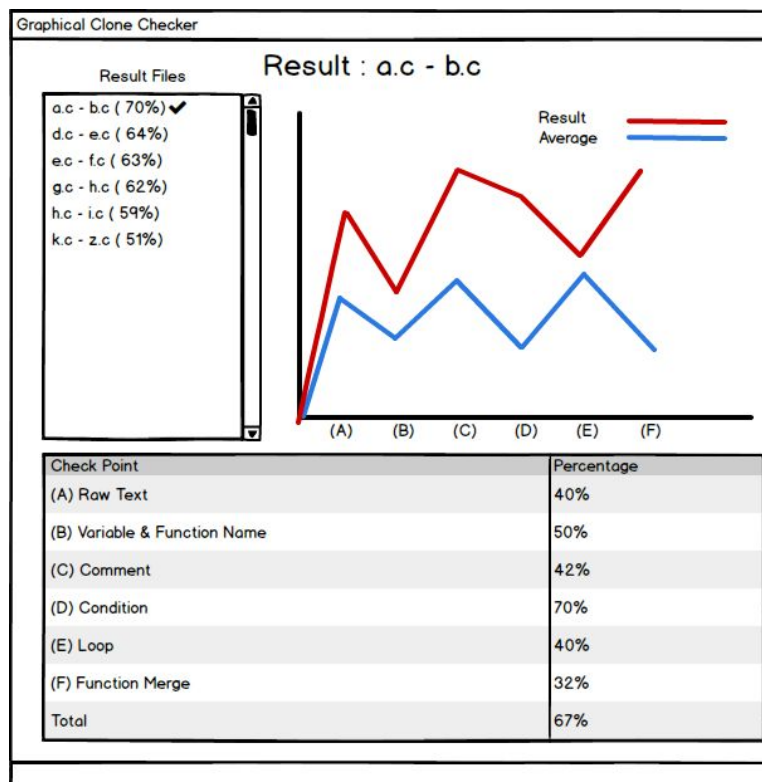 Graphical Clone Checker
Result : a.c - b.c
Result Files
a.c - b.c ( 70%)
d.c - e.c ( 64%)
e.c - f.c ( 63%)
g.c - h.c ( 62%)
h.c - i.c ( 59%)
k.c - z.c ( 51%)
Result
Average
(A) (B) (C) (D) (E) (F)
Check Point Percentage
(A) Raw Text 40%
(B) Variable & Function Name 50%
(C) Comment 42%
(D) Condition 70%
(E) Loop 40%
(F) Function Merge 32%
Total 67%